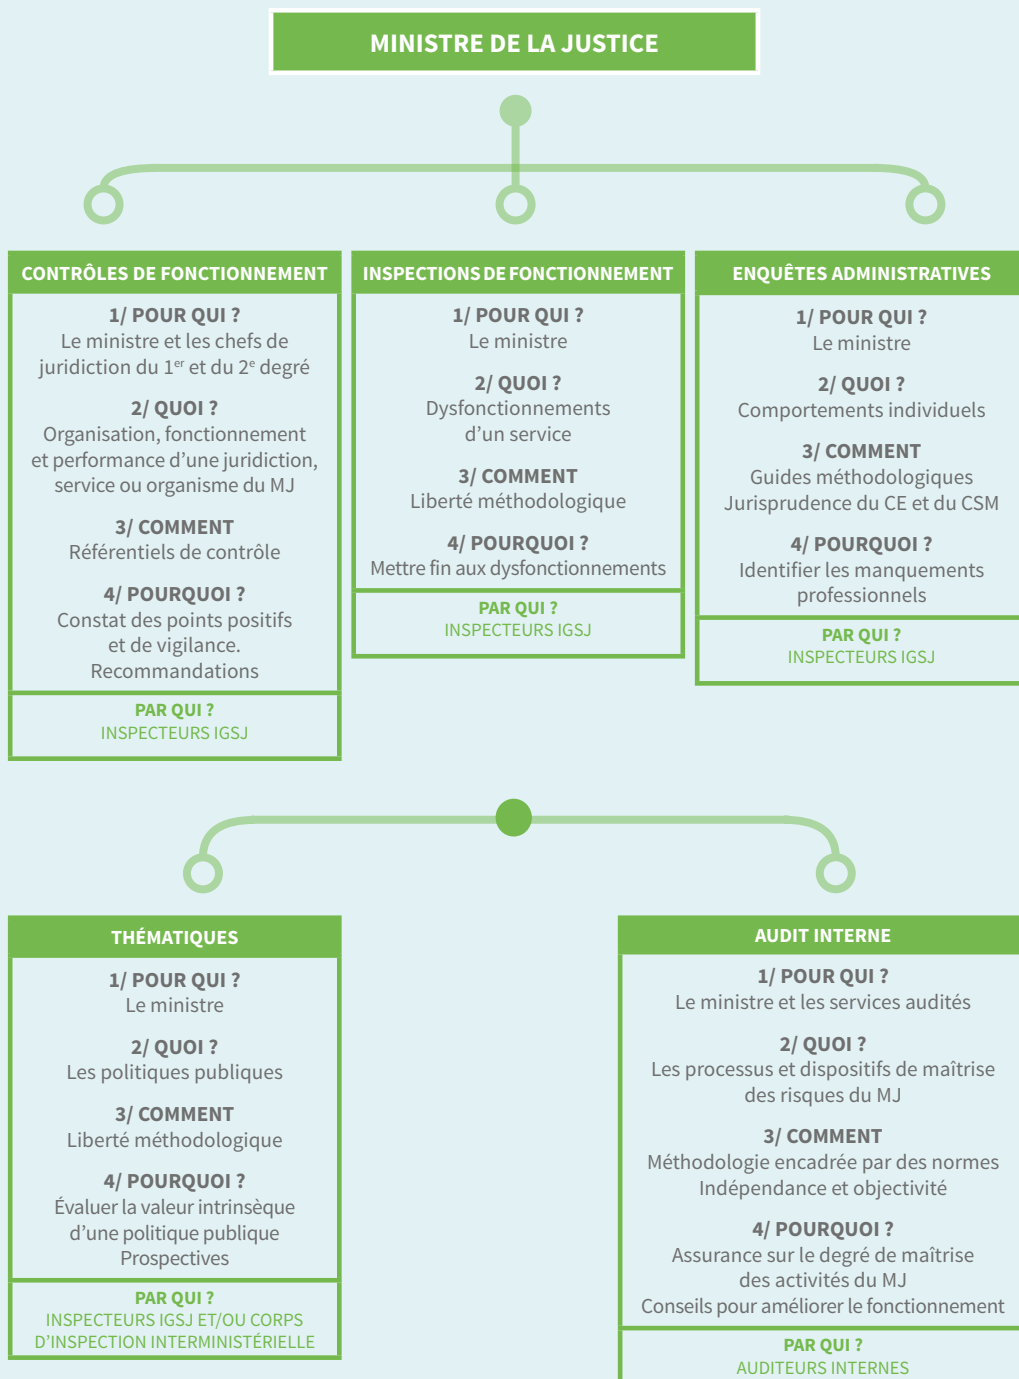 MINISTRE DE LA JUSTICE
CONTRÔLES DE FONCTIONNEMENT
1/ POUR QUI ?
Le ministre et les chefs de
juridiction du 1er et du 2e degré
2/ QUOI ?
Organisation, fonctionnement
et performance d’une juridiction,
service ou organisme du MJ
3/ COMMENT
Référentiels de contrôle
4/ POURQUOI ?
Constat des points positifs
et de vigilance.
Recommandations
PAR QUI ?
INSPECTEURS IGSJ
INSPECTIONS DE FONCTIONNEMENT
1/ POUR QUI ?
Le ministre
2/ QUOI ?
Dysfonctionnements
d’un service
3/ COMMENT
Liberté méthodologique
4/ POURQUOI ?
Mettre fin aux dysfonctionnements
PAR QUI ?
INSPECTEURS IGSJ
ENQUÊTES ADMINISTRATIVES
1/ POUR QUI ?
Le ministre
2/ QUOI ?
Comportements individuels
3/ COMMENT
Guides méthodologiques
Jurisprudence du CE et du CSM
4/ POURQUOI ?
Identifier les manquements
professionnels
PAR QUI ?
INSPECTEURS IGSJ
THÉMATIQUES
1/ POUR QUI ?
Le ministre
2/ QUOI ?
Les politiques publiques
3/ COMMENT
Liberté méthodologique
4/ POURQUOI ?
Évaluer la valeur intrinsèque
d’une politique publique
Prospectives
PAR QUI ?
INSPECTEURS IGSJ ET/OU CORPS
D’INSPECTION INTERMINISTÉRIELLE
AUDIT INTERNE
1/ POUR QUI ?
Le ministre et les services audités
2/ QUOI ?
Les processus et dispositifs de maîtrise
des risques du MJ
3/ COMMENT
Méthodologie encadrée par des normes
Indépendance et objectivité
4/ POURQUOI ?
Assurance sur le degré de maîtrise
des activités du MJ
Conseils pour améliorer le fonctionnement
PAR QUI ?
AUDITEURS INTERNES